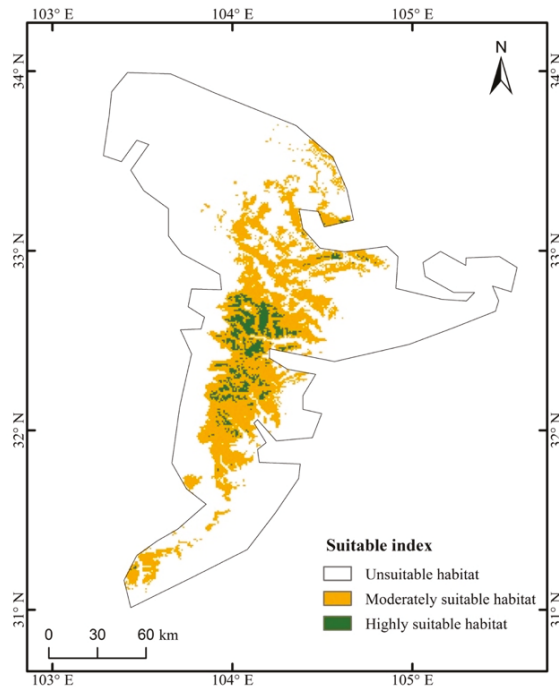 103° E 104° E 105° E
N
34° N 34° N
33° N 33° N
32° N 32° N
31° N 31° N
Suitable index
Unsuitable habitat
Moderately suitable habitat
Highly suitable habitat
0 30 60 km
103° E 104° E 105° E